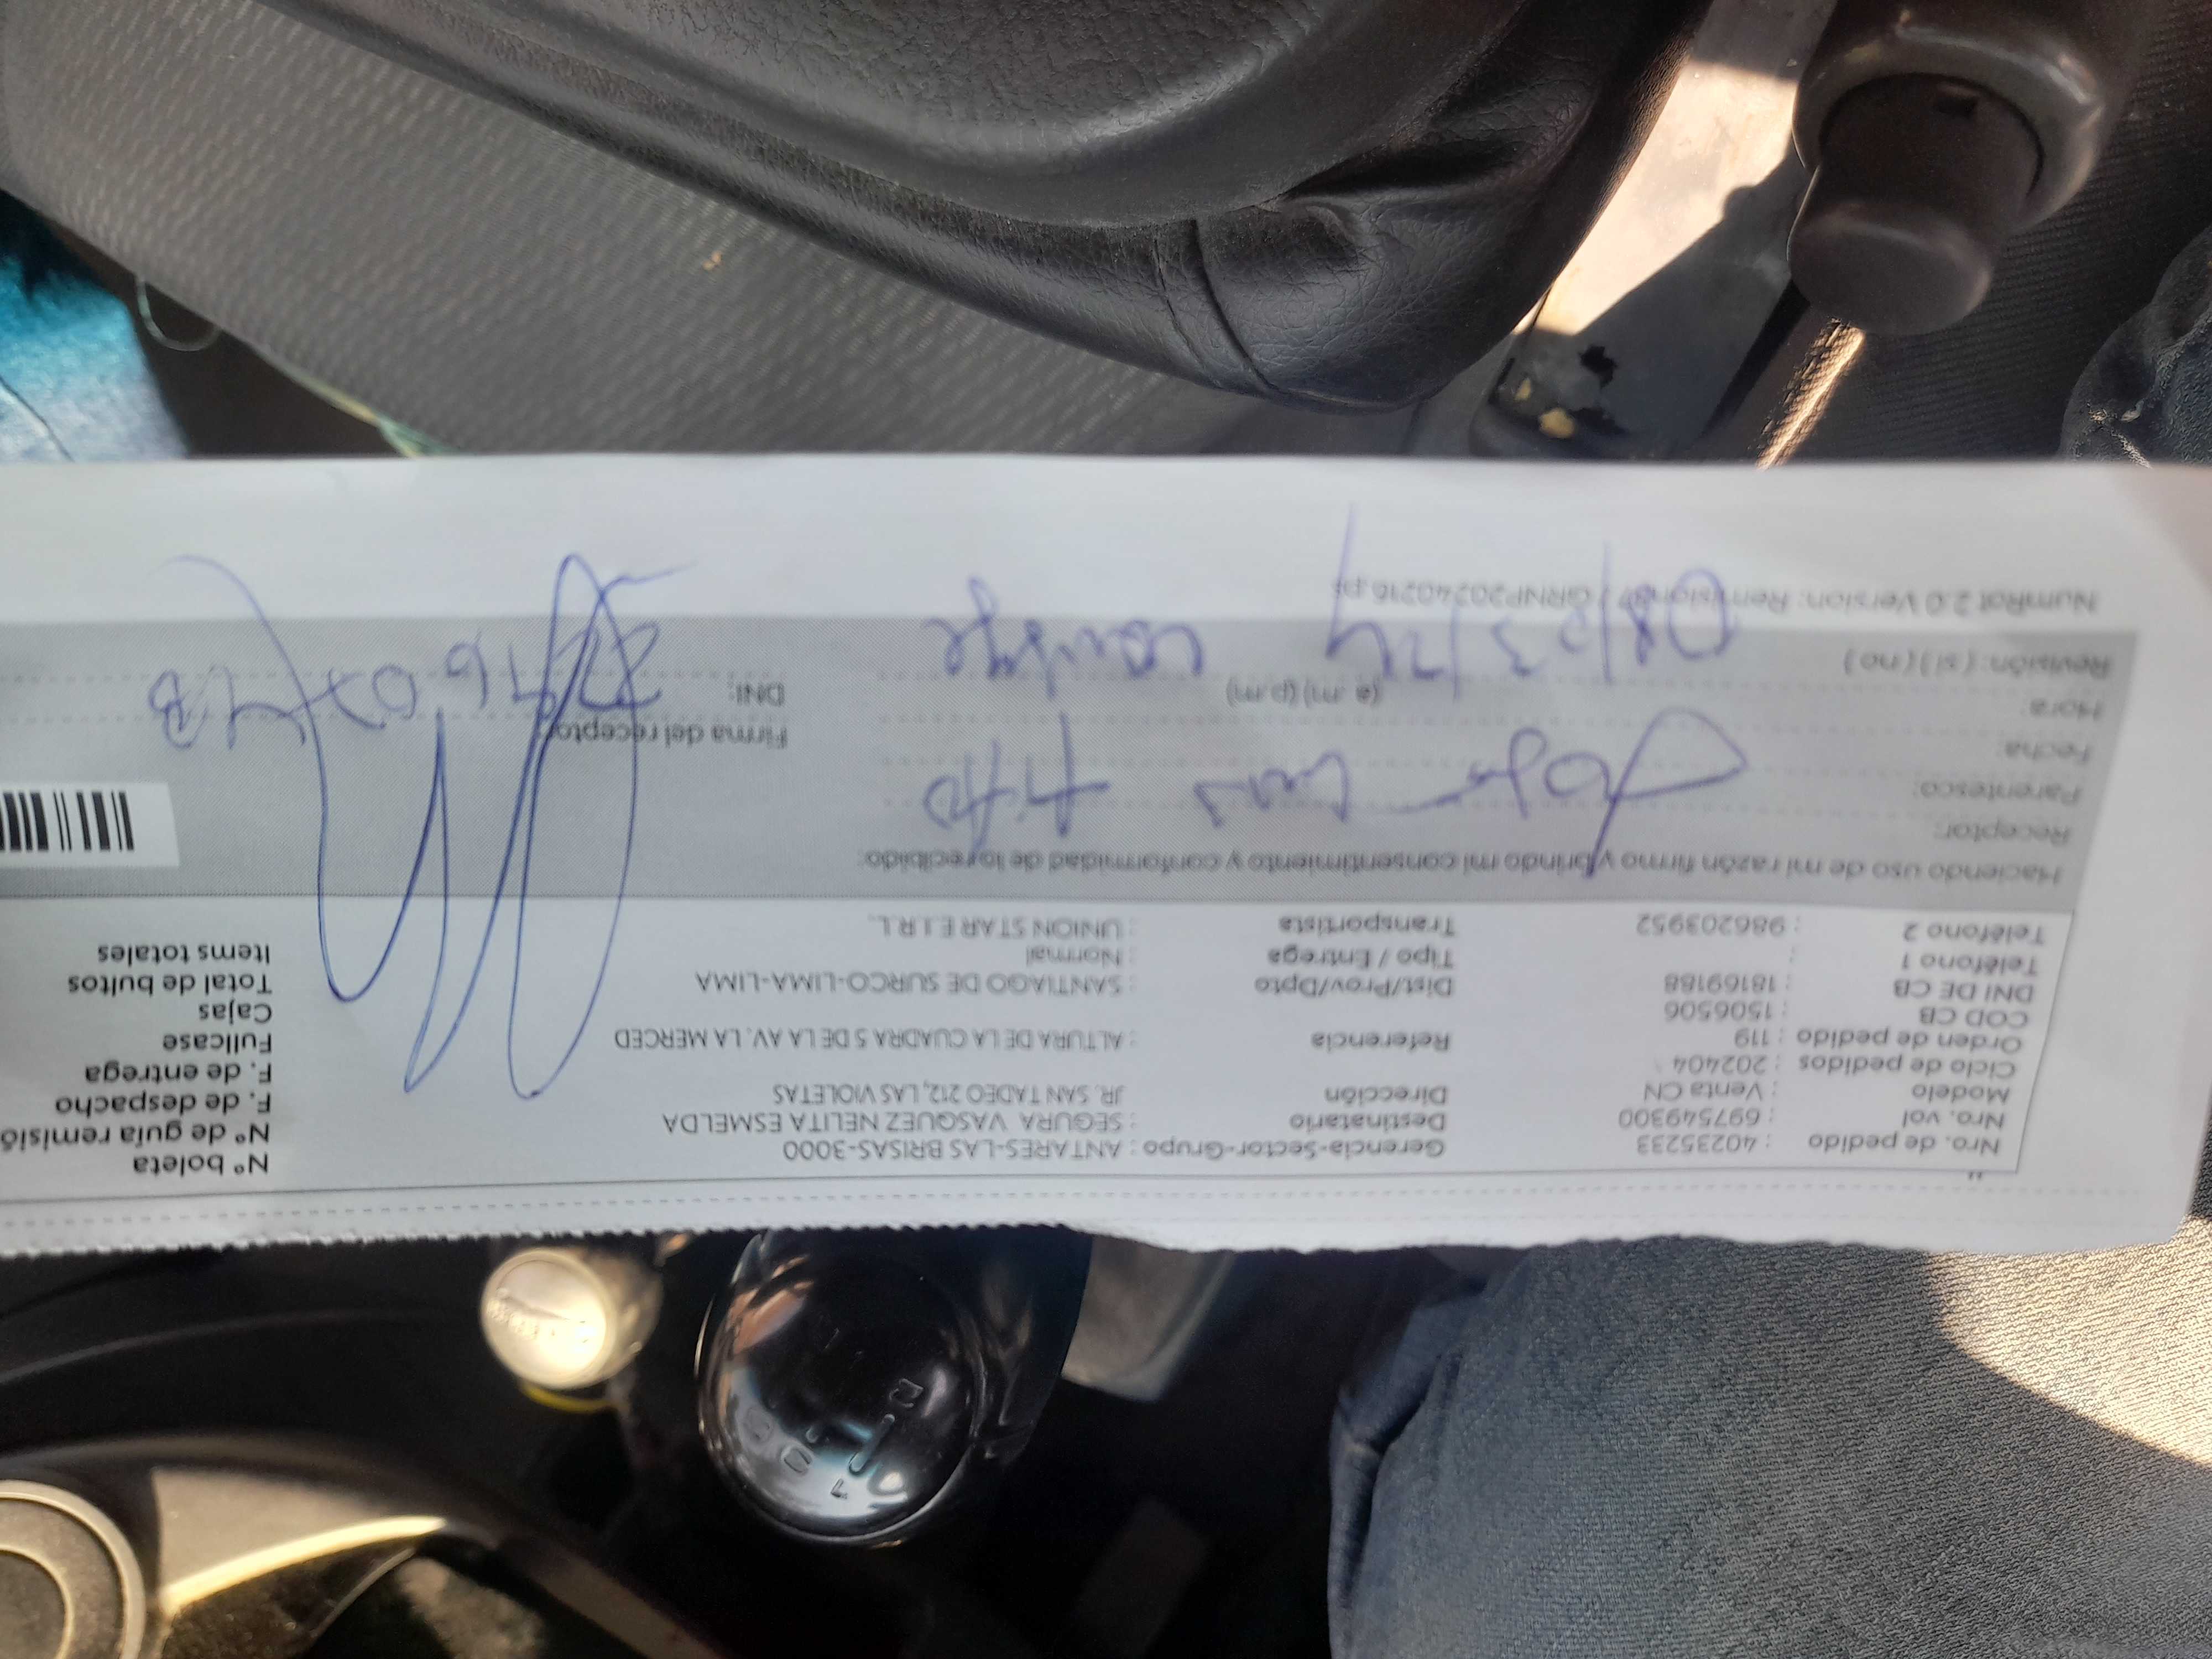 Nro. de pedido : 40235233 Gerencia-Sector-Grupo : ANTARES-LAS BRISAS-3000 Nº boleta
Nro. vol : 697549300 Destinatario : SEGURA VASQUEZ NELITA ESMELDA Nº de guía remisió
Modelo : Venta CN Dirección JR. SAN TADEO 212, LAS VIOLETAS F. de despacho
Ciclo de pedidos : 202404 F. de entrega
Orden de pedido : 119 Referencia : ALTURA DE LA CUADRA 5 DE LA AV. LA MERCED Fullcase
COD CB : 1506506 Cajas
DNI DE CB : 18169188 Dist/Prov/Dpto : SANTIAGO DE SURCO-LIMA-LIMA Total de bultos
Teléfono 1 : Tipo / Entrega : Normal Items totales
Teléfono 2 : 986203952 Transportista : UNION STAR E.I.R.L.
Haciendo uso de mi razón firmo y brindo mi consentimiento y conformidad de lo recibido:
Receptor:
Parentesco:
Fecha:
Firma del receptor:
Hora: (a.m) (p.m) DNI:
Revisión: (si) (no)
08/03/24
NumRot 2.0 Version: Remision